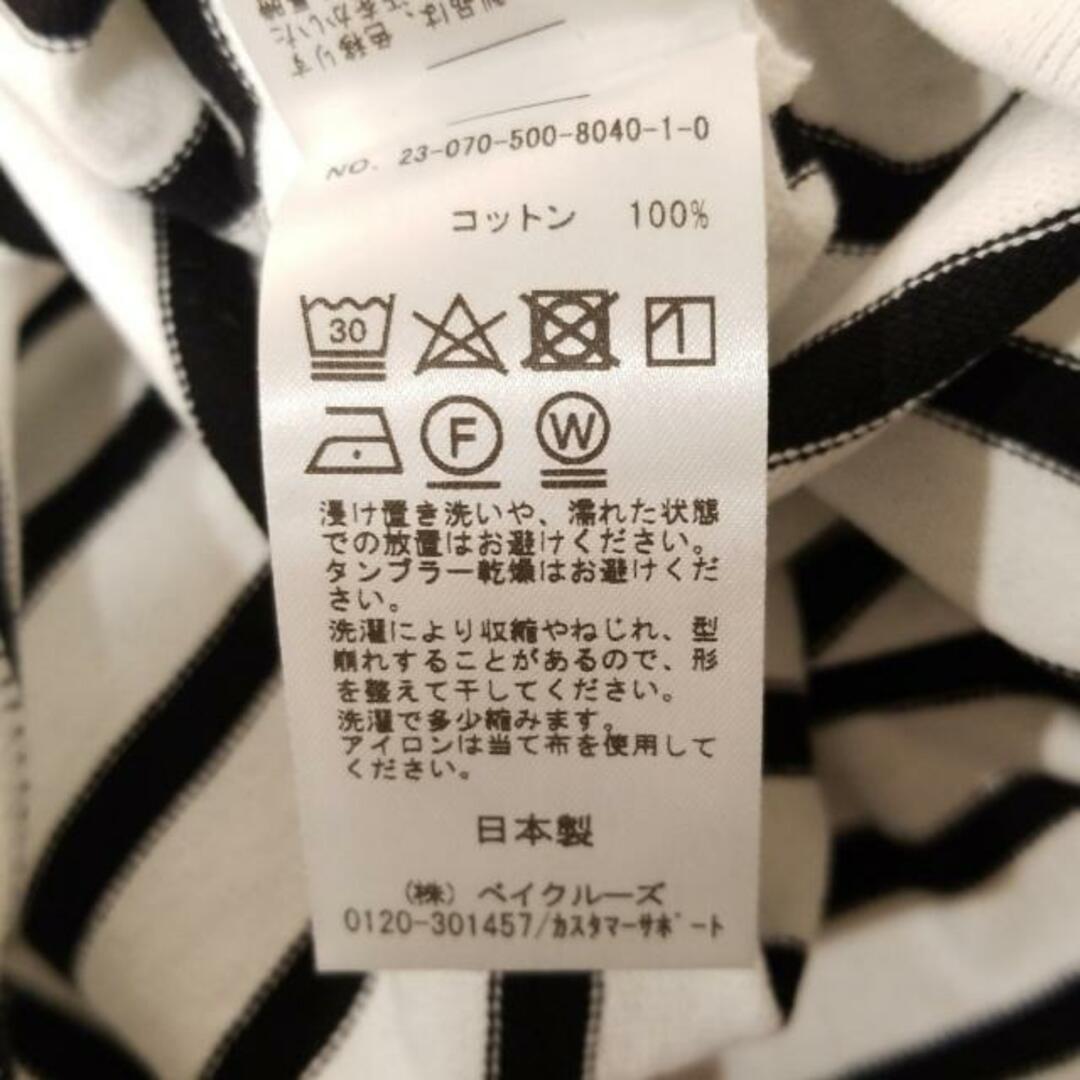 色移りす
NO. 23-070-500-8040-1-0
コットン 100%
30
F
W
浸け置き洗いや、濡れた状態
での放置はお避けください。
タンブラー乾燥はお避けくだ
さい。
洗濯により収縮やねじれ、型
崩れすることがあるので、形
を整えて干してください。
洗濯で多少縮みます。
アイロンは当て布を使用して
ください。
日本製
(株) ベイクルーズ
0120-301457/カスタマーサポート